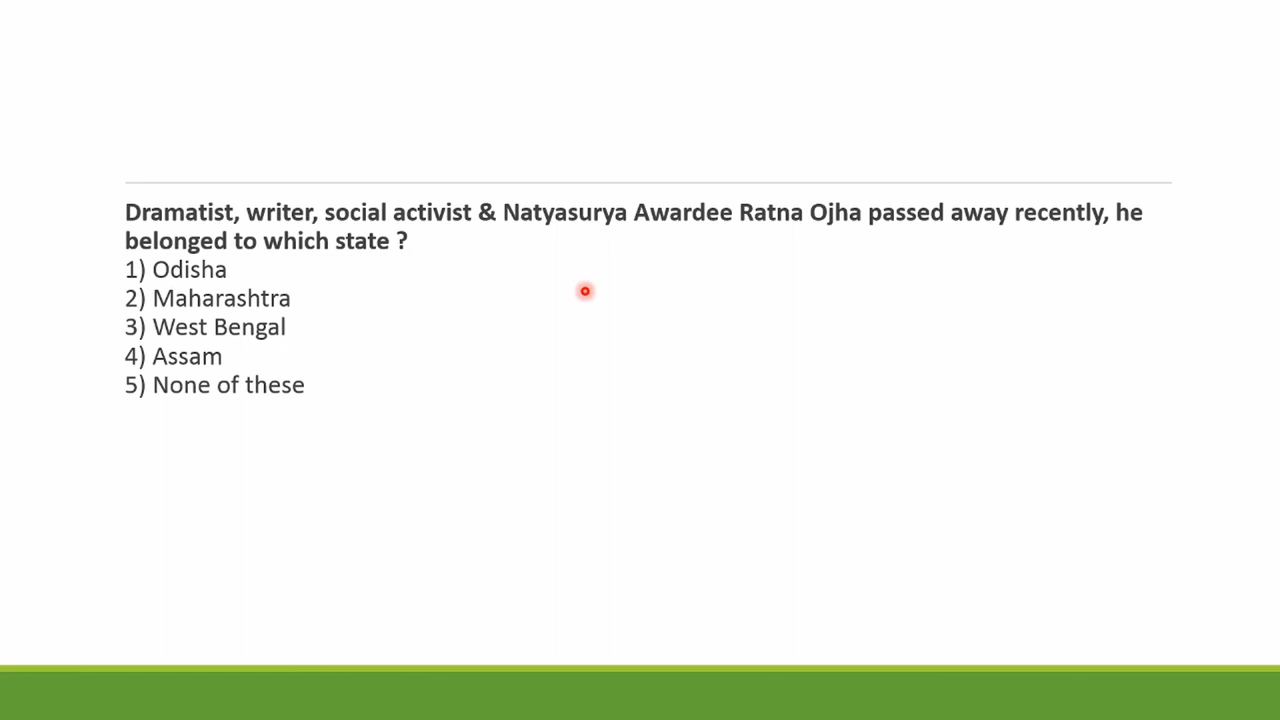 Dramatist, writer, social activist & Natyasurya Awardee Ratna Ojha passed away recently, he
belonged to which state ?
1) Odisha
2) Maharashtra
3) West Bengal
4) Assam
5) None of these